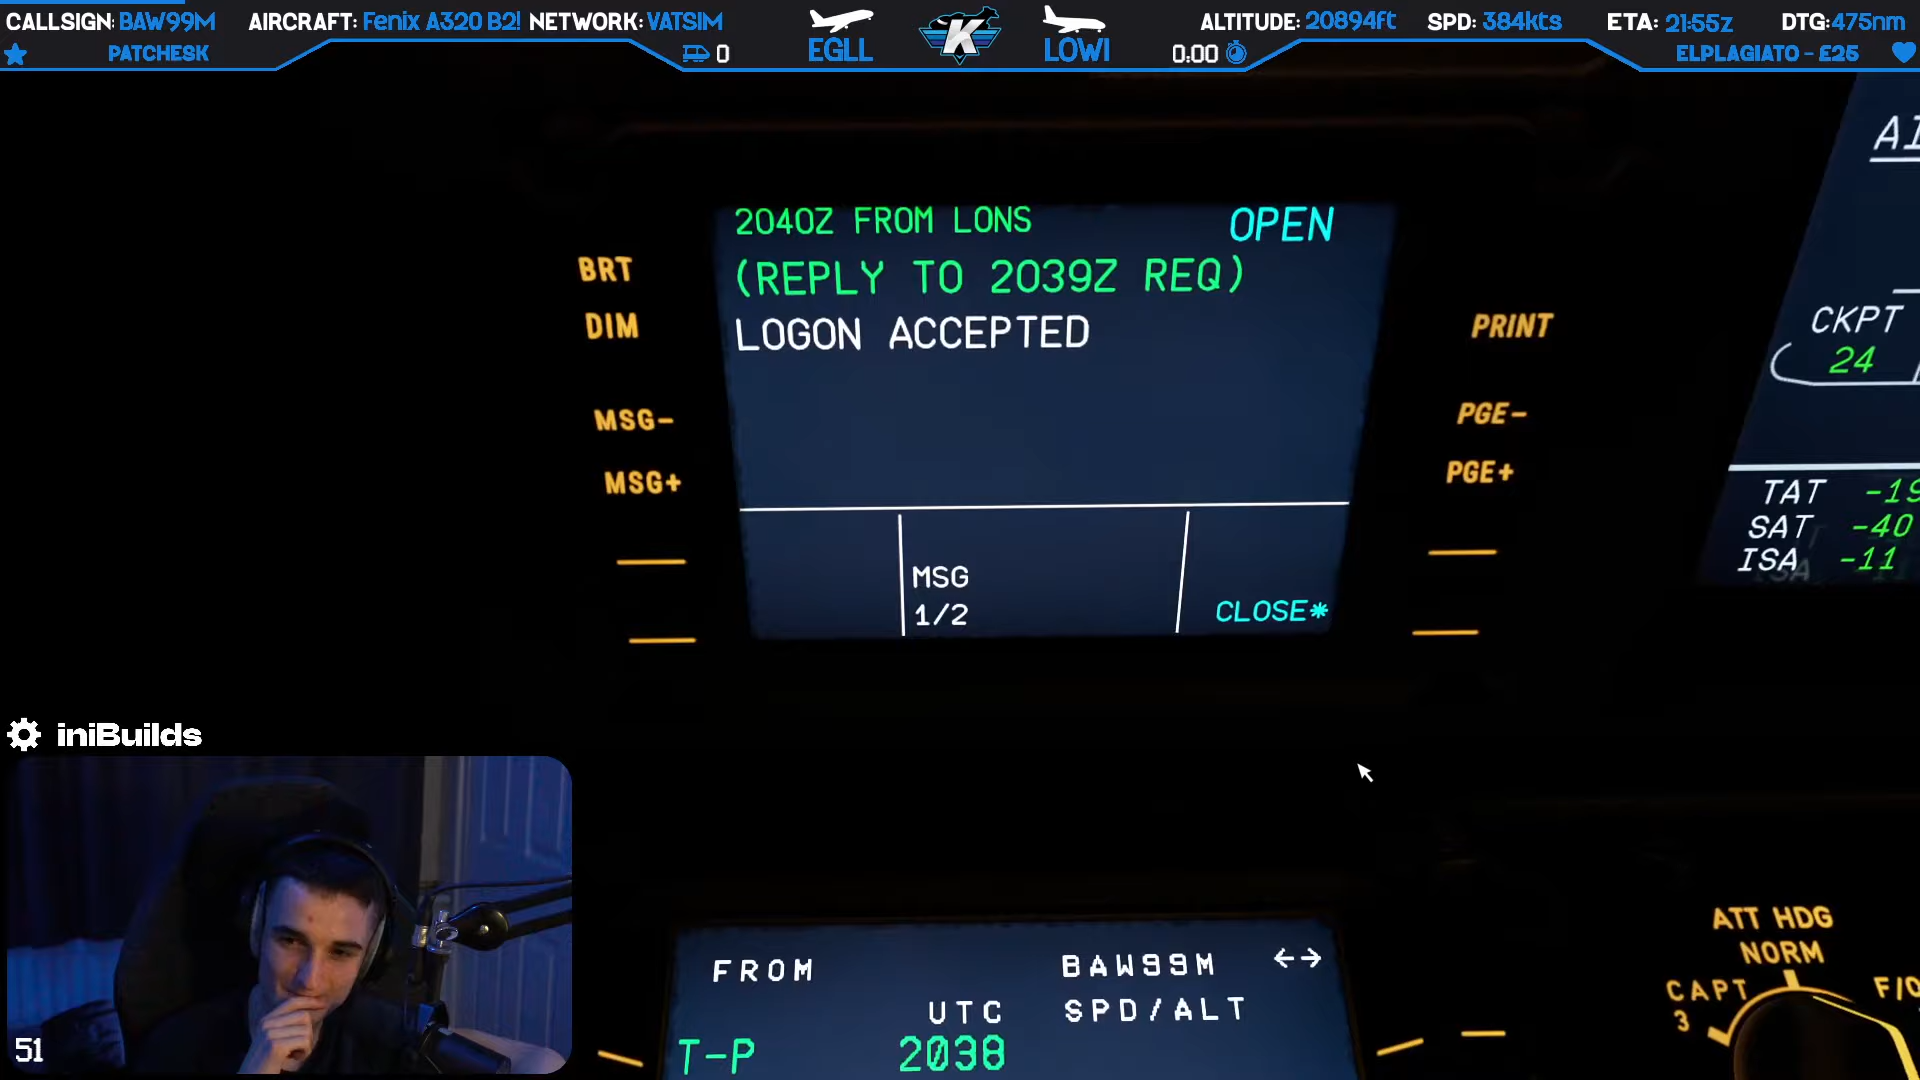 CALLSIGN: BAW99M AIRCRAFT: Fenix A320 B2! NETWORK: VATSIM
ALTITUDE: 20894ft SPD: 384kts ETA: 21:55z DTG:475nm
PATCHESK
0
EGLL
K
LOWI
0:00
ELPLAGIATO - £25
2040Z FROM LONS OPEN
(REPLY TO 2039Z REQ)
LOGON ACCEPTED
BRT
DIM
MSG-
MSG+
PRINT
PGE-
PGE+
MSG
1/2
CLOSE*
CKPT
24
TAT -19
SAT -40
ISA -11
iniBuilds
51
FROM BAW99M ←→
UTC SPD/ALT
T-P 2038
ATT HDG
NORM
CAPT
3